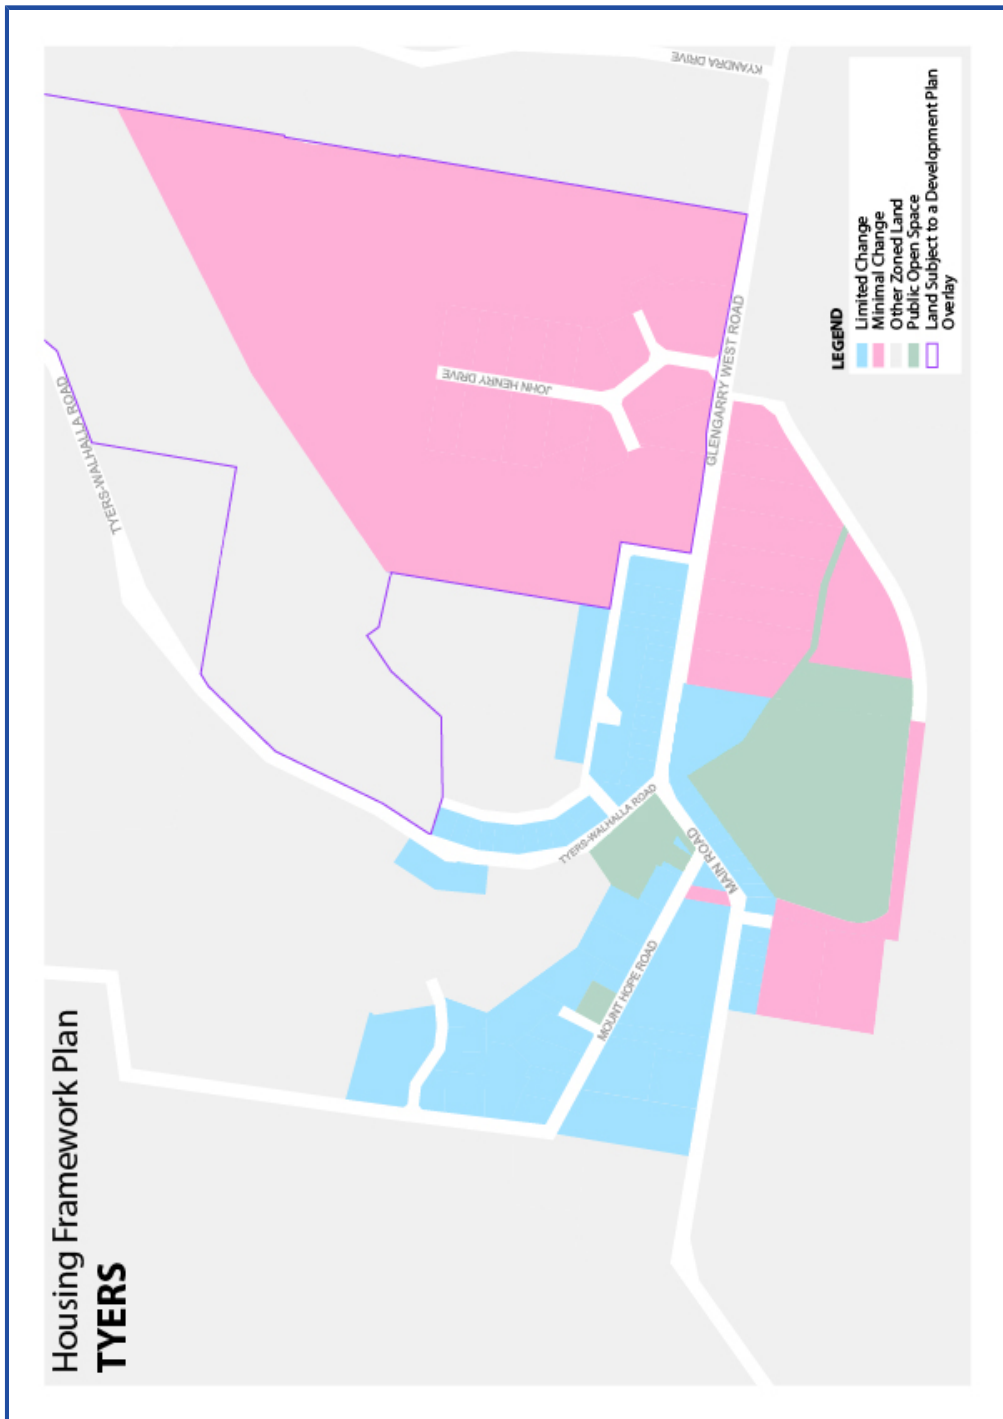 Housing Framework Plan
TYERS
TYERS-WALHALLA ROAD
KYANDRA DRIVE
JOHN HENRY DRIVE
GLENGARRY WEST ROAD
TYERS-WALHALLA ROAD
MAIN ROAD
MOUNT HOPE ROAD
LEGEND
Limited Change
Minimal Change
Other Zoned Land
Public Open Space
Land Subject to a Development Plan
Overlay